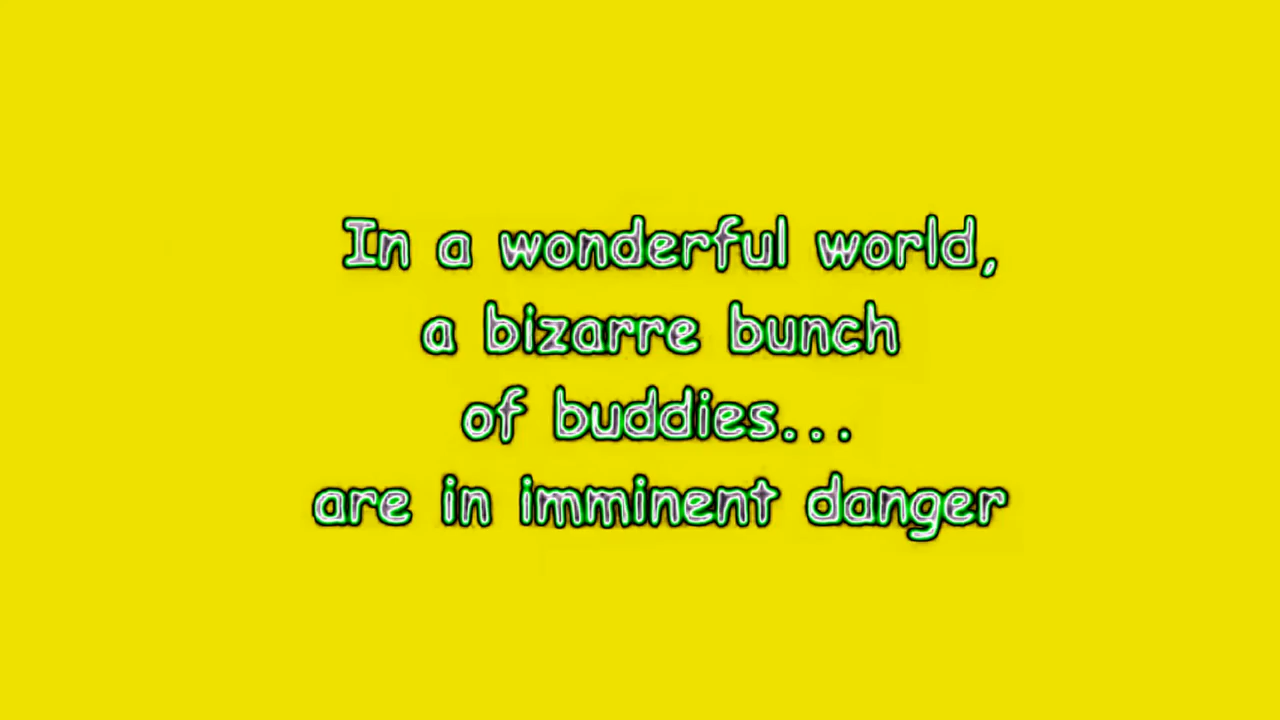 In a wonderful world,
a bizarre bunch
of buddies...
are in imminent danger